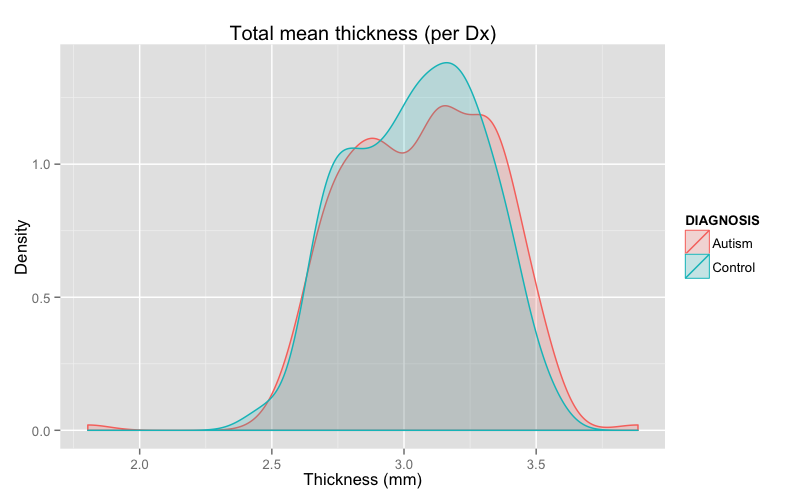 Total mean thickness (per Dx)
Density
1.0
0.5
0.0
2.0 2.5 3.0 3.5
Thickness (mm)
DIAGNOSIS
Autism
Control